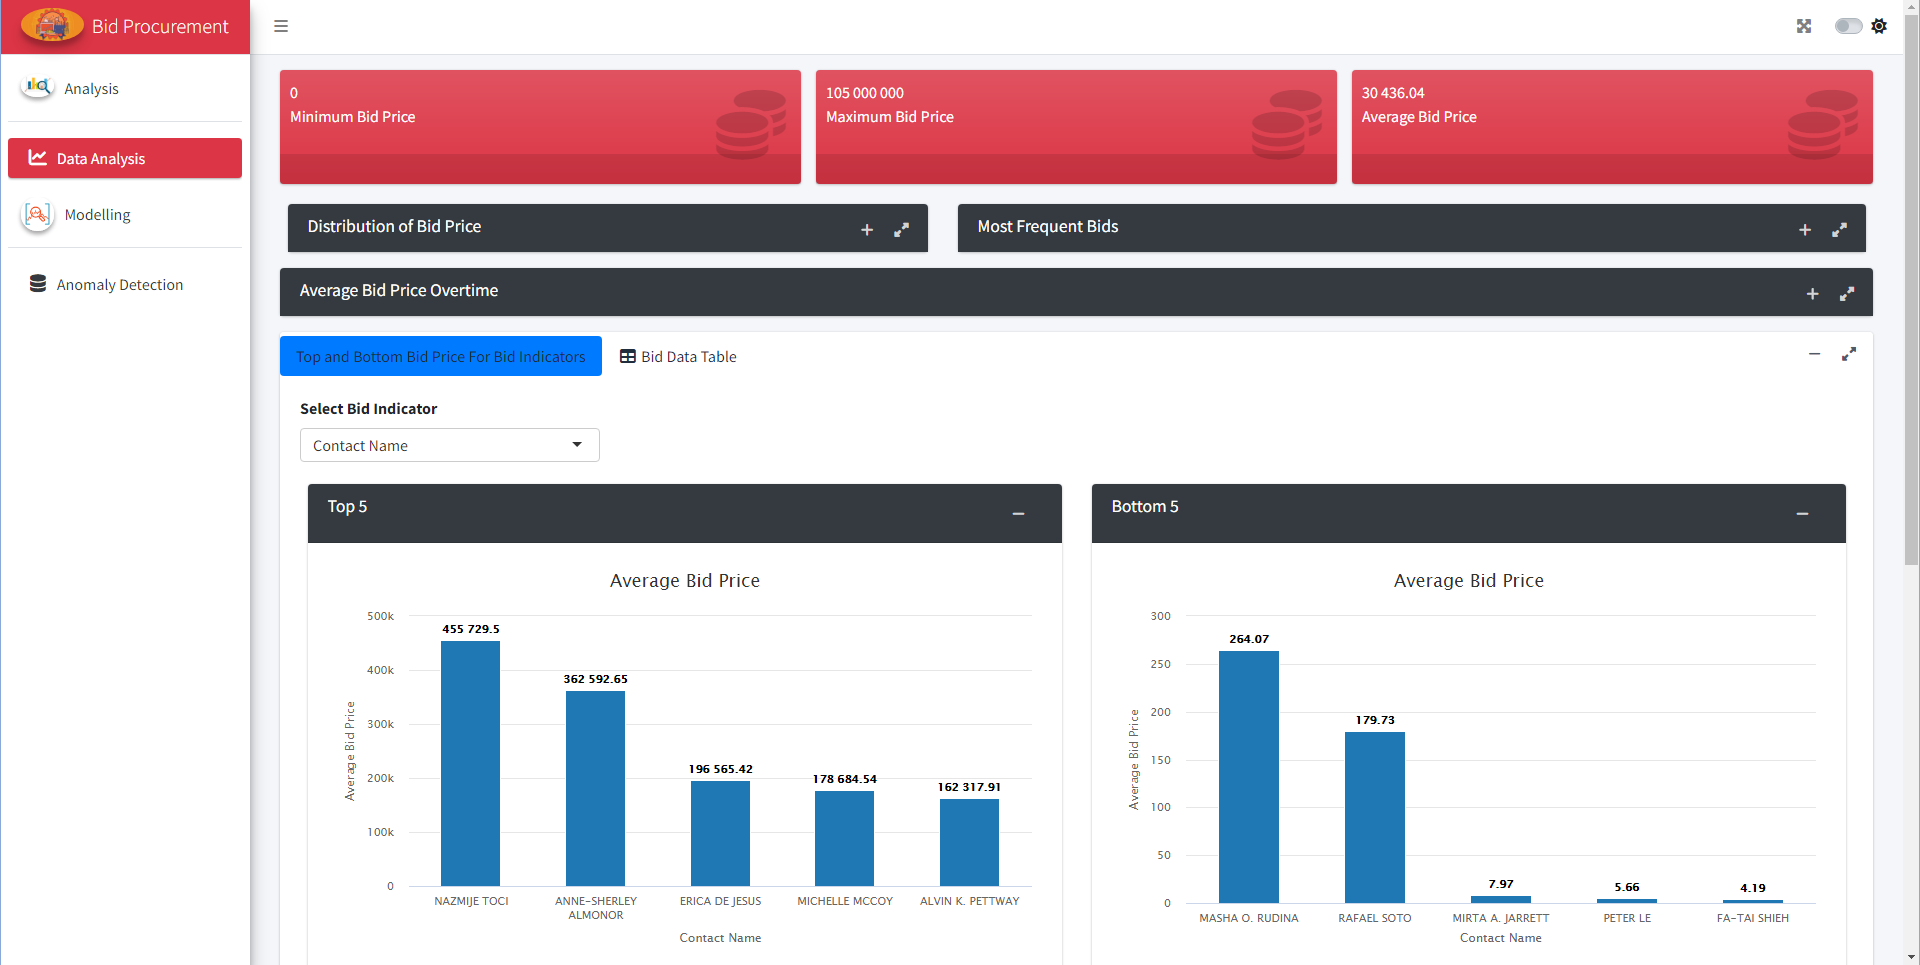 Bid Procurement
Analysis
Data Analysis
Modelling
Anomaly Detection
0
Minimum Bid Price
105 000 000
Maximum Bid Price
30 436.04
Average Bid Price
Distribution of Bid Price
Most Frequent Bids
Average Bid Price Overtime
Top and Bottom Bid Price For Bid Indicators
Bid Data Table
Select Bid Indicator
Contact Name
Top 5
Average Bid Price
Average Bid Price
500k
400k
300k
200k
100k
0
455 729.5
362 592.65
196 565.42
178 684.54
162 317.91
NAZMIJE TOCI
ANNE-SHERLEY
ALMONOR
ERICA DE JESUS
MICHELLE MCCOY
ALVIN K. PETTWAY
Contact Name
Bottom 5
Average Bid Price
Average Bid Price
300
250
200
150
100
50
0
264.07
179.73
7.97
5.66
4.19
MASHA O. RUDINA
RAFAEL SOTO
MIRTA A. JARRETT
PETER LE
FA-TAI SHIEH
Contact Name